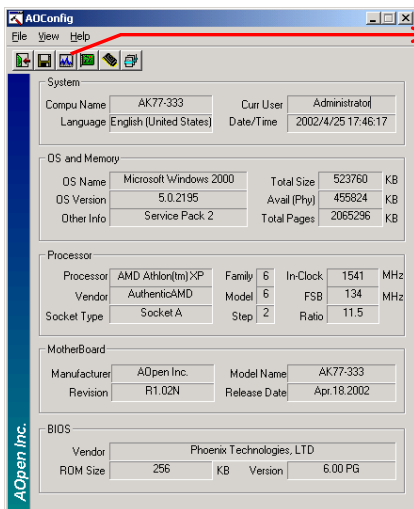 AOConfig
File View Help
System
Compu Name AK77-333 Curr User Administrator
Language English (United States) Date/Time 2002/4/25 17:46:17
OS and Memory
OS Name Microsoft Windows 2000 Total Size 523760 KB
OS Version 5.0.2195 Avail (Phy) 455824 KB
Other Info Service Pack 2 Total Pages 2065296 KB
Processor
Processor AMD Athlon(tm) XP Family 6 In-Clock 1541 MHz
Vendor AuthenticAMD Model 6 FSB 134 MHz
Socket Type Socket A Step 2 Ratio 11.5
MotherBoard
Manufacturer AOpen Inc. Model Name AK77-333
Revision R1.02N Release Date Apr.18.2002
BIOS
Vendor Phoenix Technologies, LTD
ROM Size 256 KB Version 6.00 PG
AOpen Inc.